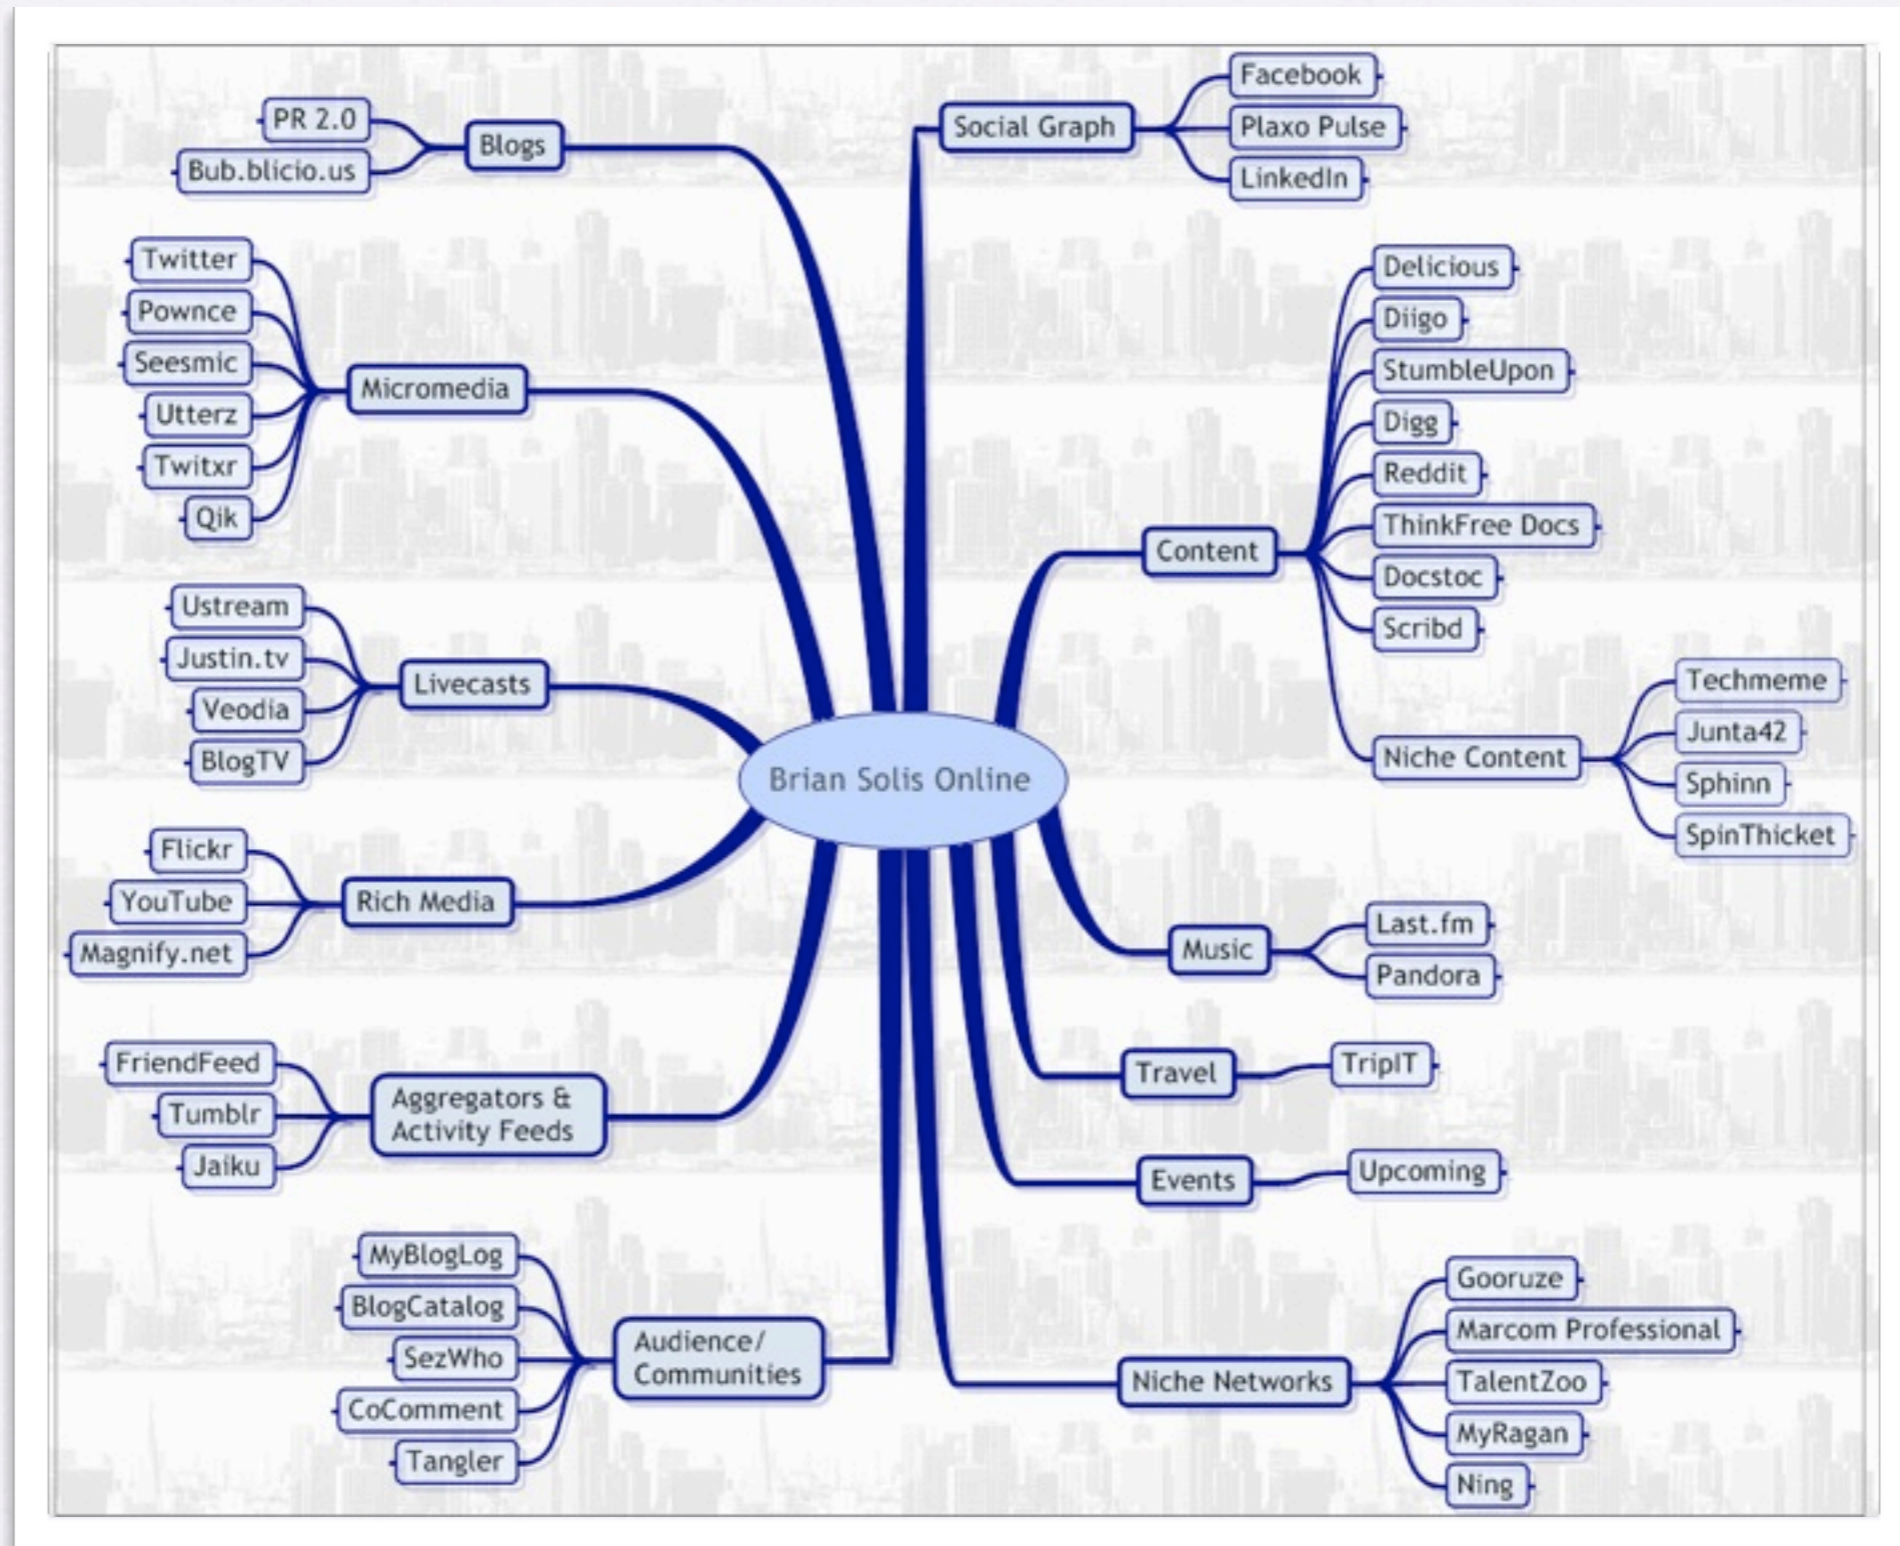 PR 2.0
Bub.blicio.us
Blogs
Twitter
Pownce
Seesmic
Utterz
Twitxr
Qik
Micromedia
Ustream
Justin.tv
Veodia
BlogTV
Livecasts
Flickr
YouTube
Magnify.net
Rich Media
FriendFeed
Tumblr
Jaiku
Aggregators &
Activity Feeds
MyBlogLog
BlogCatalog
SezWho
CoComment
Tangler
Audience/
Communities
Brian Solis Online
Social Graph
Facebook
Plaxo Pulse
LinkedIn
Content
Delicious
Diigo
StumbleUpon
Digg
Reddit
ThinkFree Docs
Docstoc
Scribd
Niche Content
Techmeme
Junta42
Sphinn
SpinThicket
Music
Last.fm
Pandora
Travel
TripIT
Events
Upcoming
Niche Networks
Gooruze
Marcom Professional
TalentZoo
MyRagan
Ning